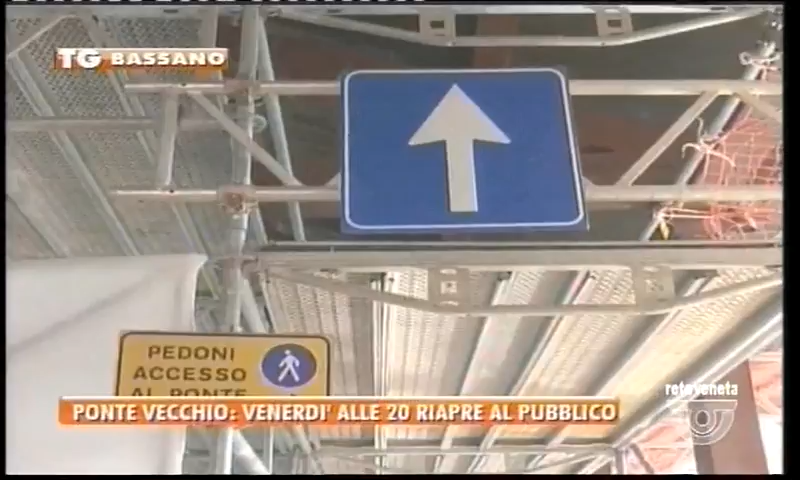 TG BASSANO
PEDONI
ACCESSO
AL PONTE
PONTE VECCHIO: VENERDI' ALLE 20 RIAPRE AL PUBBLICO
reteveneta